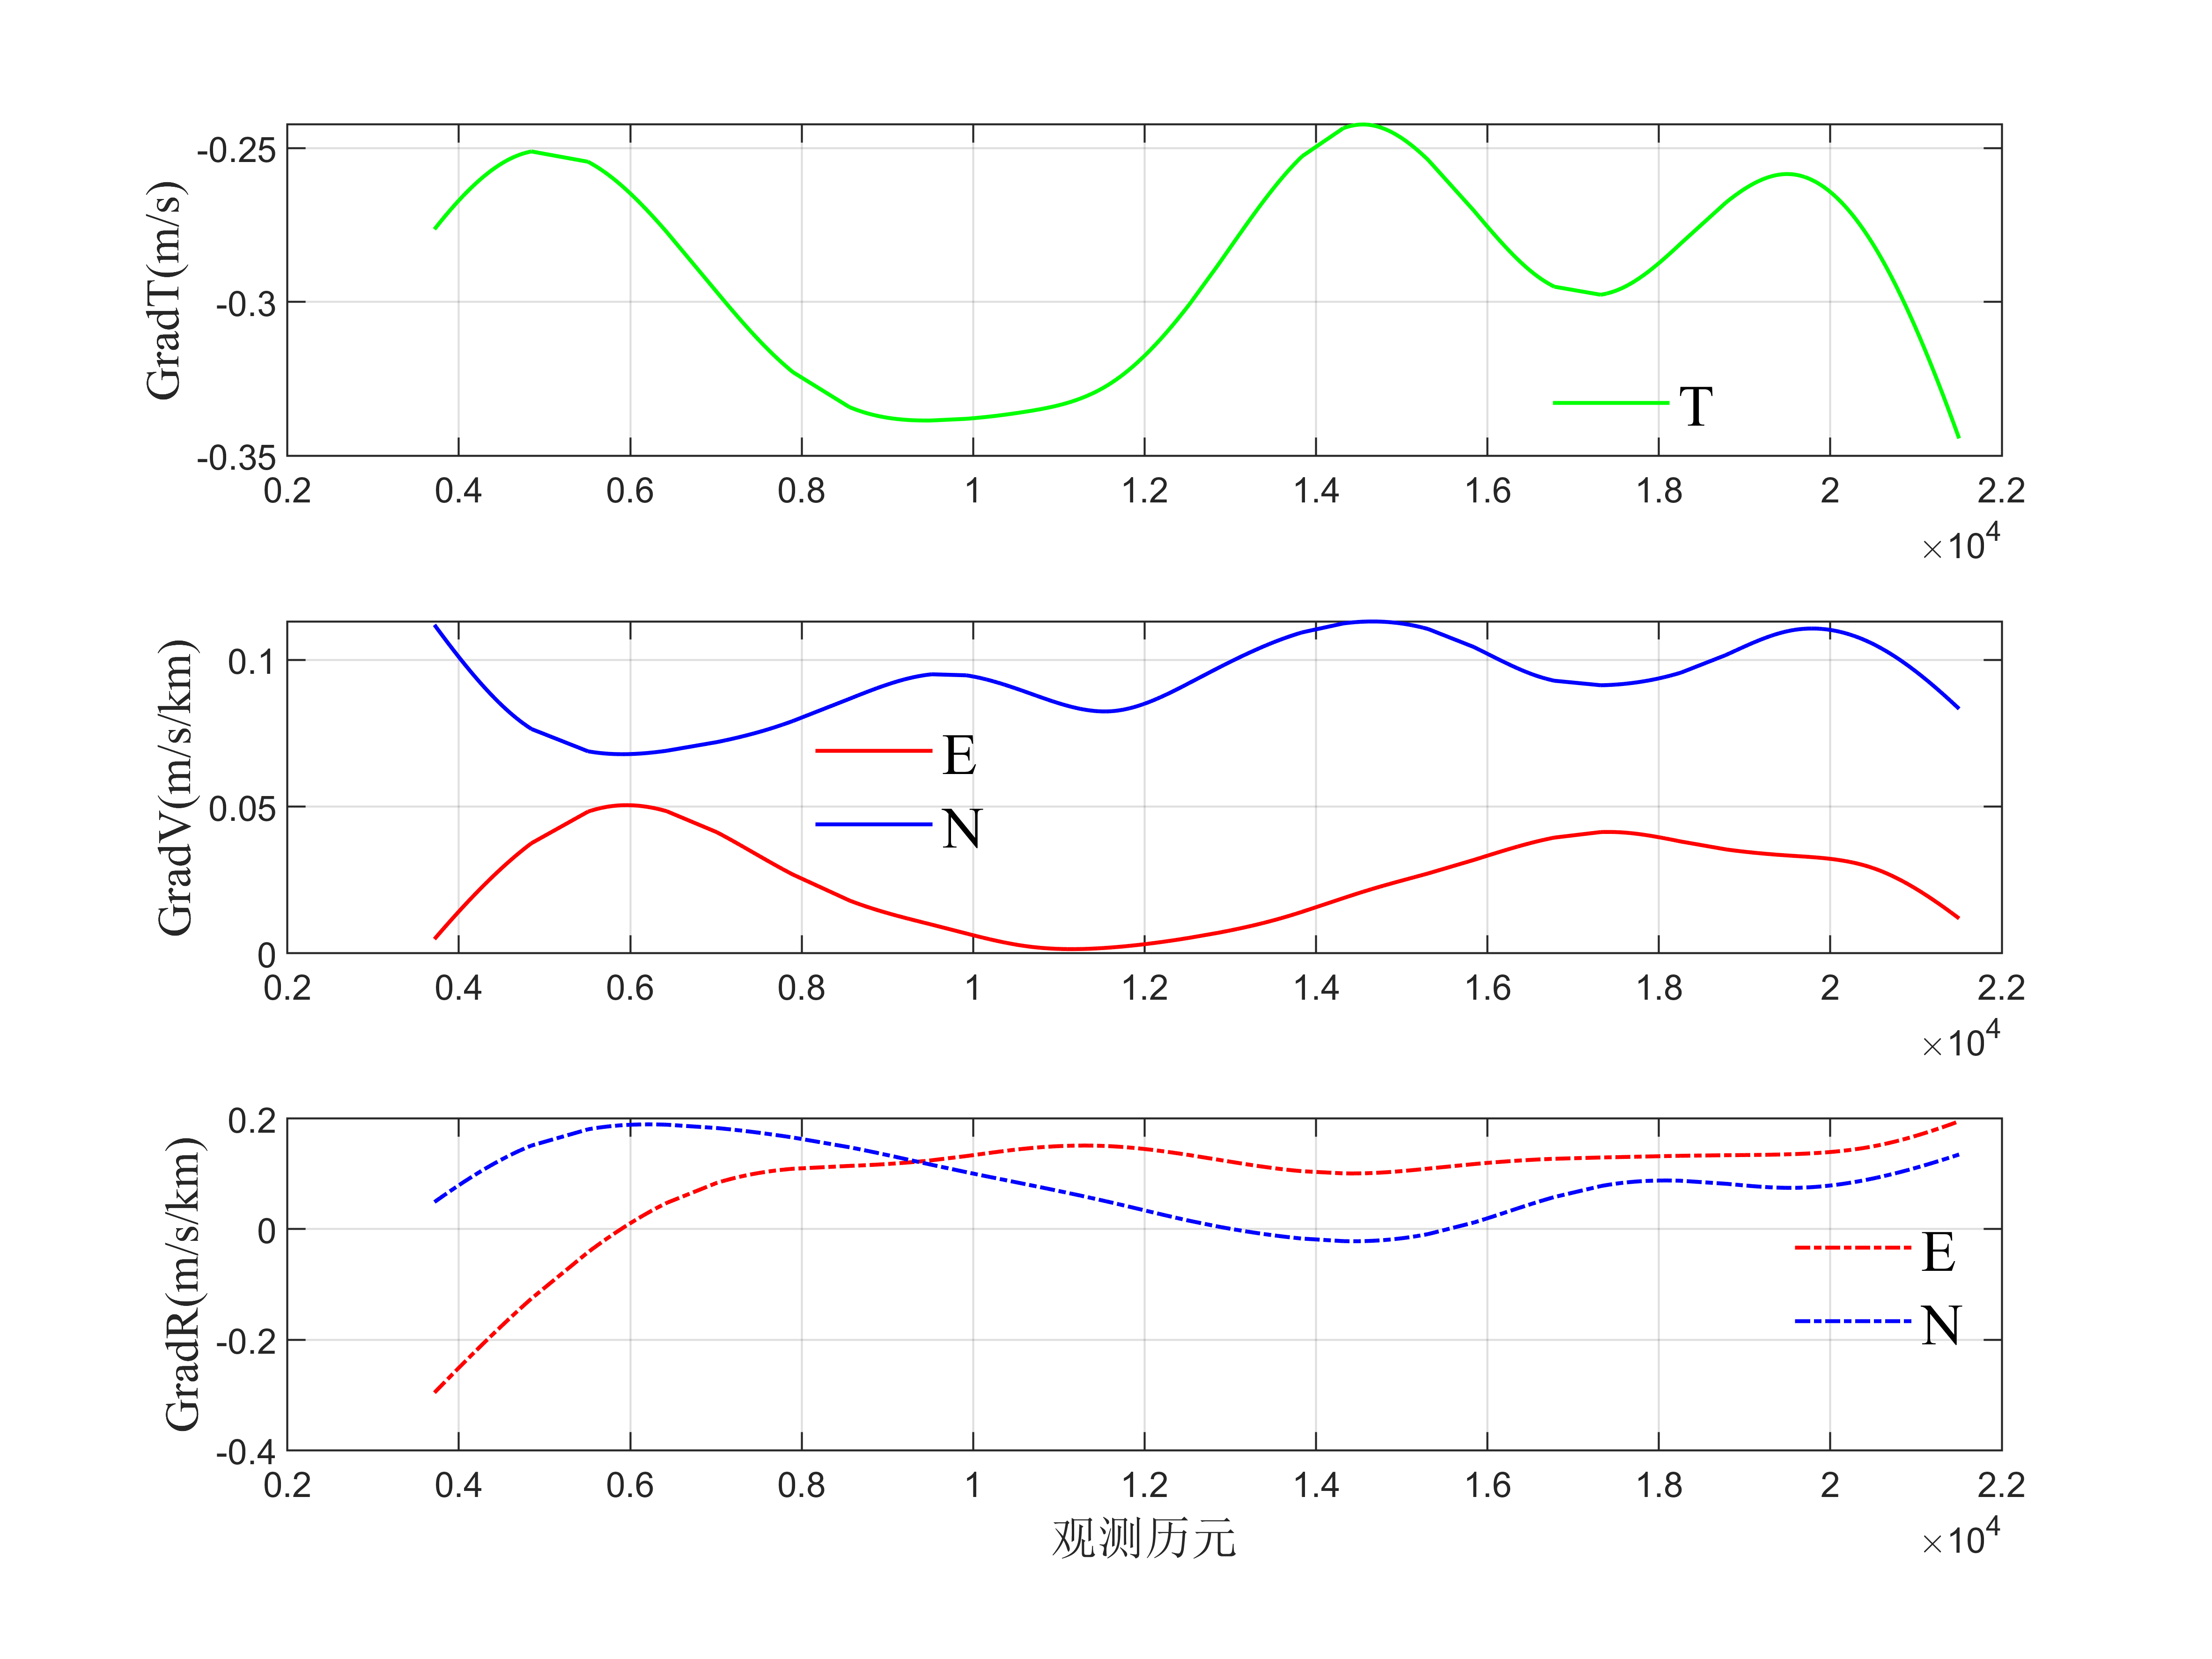 GradT(m/s)
-0.25
-0.3
-0.35
T
0.2 0.4 0.6 0.8 1 1.2 1.4 1.6 1.8 2 2.2
×10⁴
GradV(m/s/km)
0.1
0.05
0
E
N
0.2 0.4 0.6 0.8 1 1.2 1.4 1.6 1.8 2 2.2
×10⁴
GradR(m/s/km)
0.2
0
-0.2
-0.4
E
N
0.2 0.4 0.6 0.8 1 1.2 1.4 1.6 1.8 2 2.2
观测历元
×10⁴